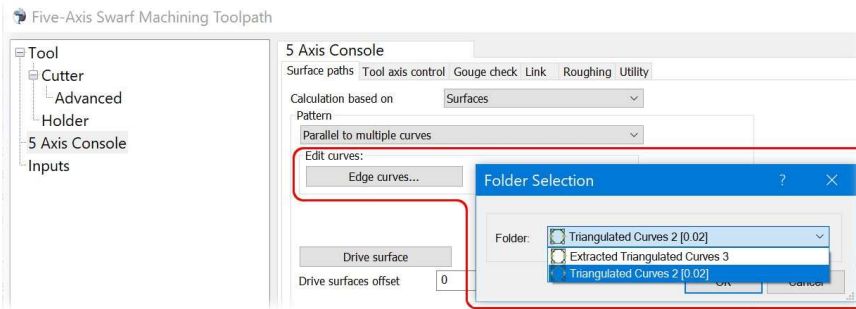 Five-Axis Swarf Machining Toolpath
Tool
Cutter
Advanced
Holder
5 Axis Console
Inputs
5 Axis Console
Surface paths Tool axis control Gouge check Link Roughing Utility
Calculation based on Surfaces
Pattern
Parallel to multiple curves
Edit curves:
Edge curves...
Drive surface
Drive surfaces offset 0
Folder Selection ? ×
Folder: Triangulated Curves 2 [0.02]
Extracted Triangulated Curves 3
Triangulated Curves 2 [0.02]
OK Cancel